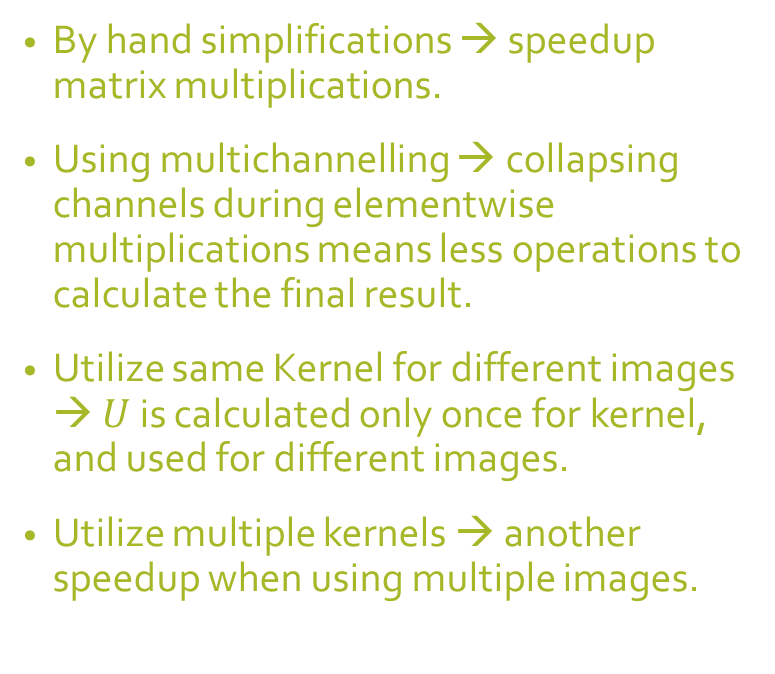 • By hand simplifications → speedup
matrix multiplications.
• Using multichannelling → collapsing
channels during elementwise
multiplications means less operations to
calculate the final result.
• Utilize same Kernel for different images
→ 𝑈 is calculated only once for kernel,
and used for different images.
• Utilize multiple kernels → another
speedup when using multiple images.